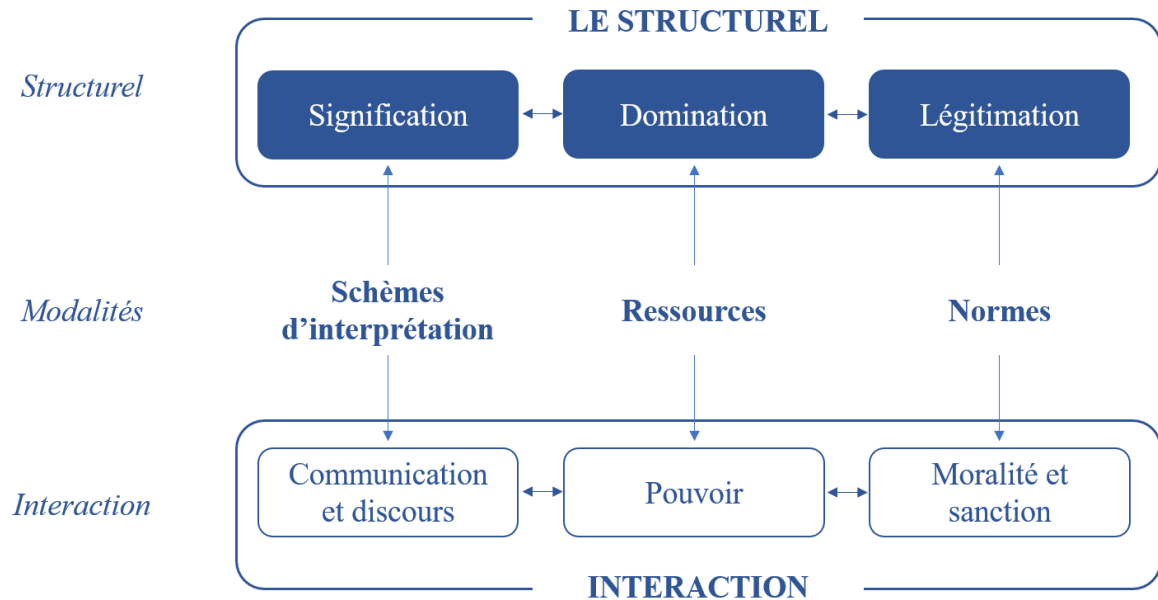 LE STRUCTUREL
Structurel
Signification
Domination
Légitimation
Modalités
Schèmes
d’interprétation
Ressources
Normes
Interaction
Communication
et discours
Pouvoir
Moralité et
sanction
INTERACTION